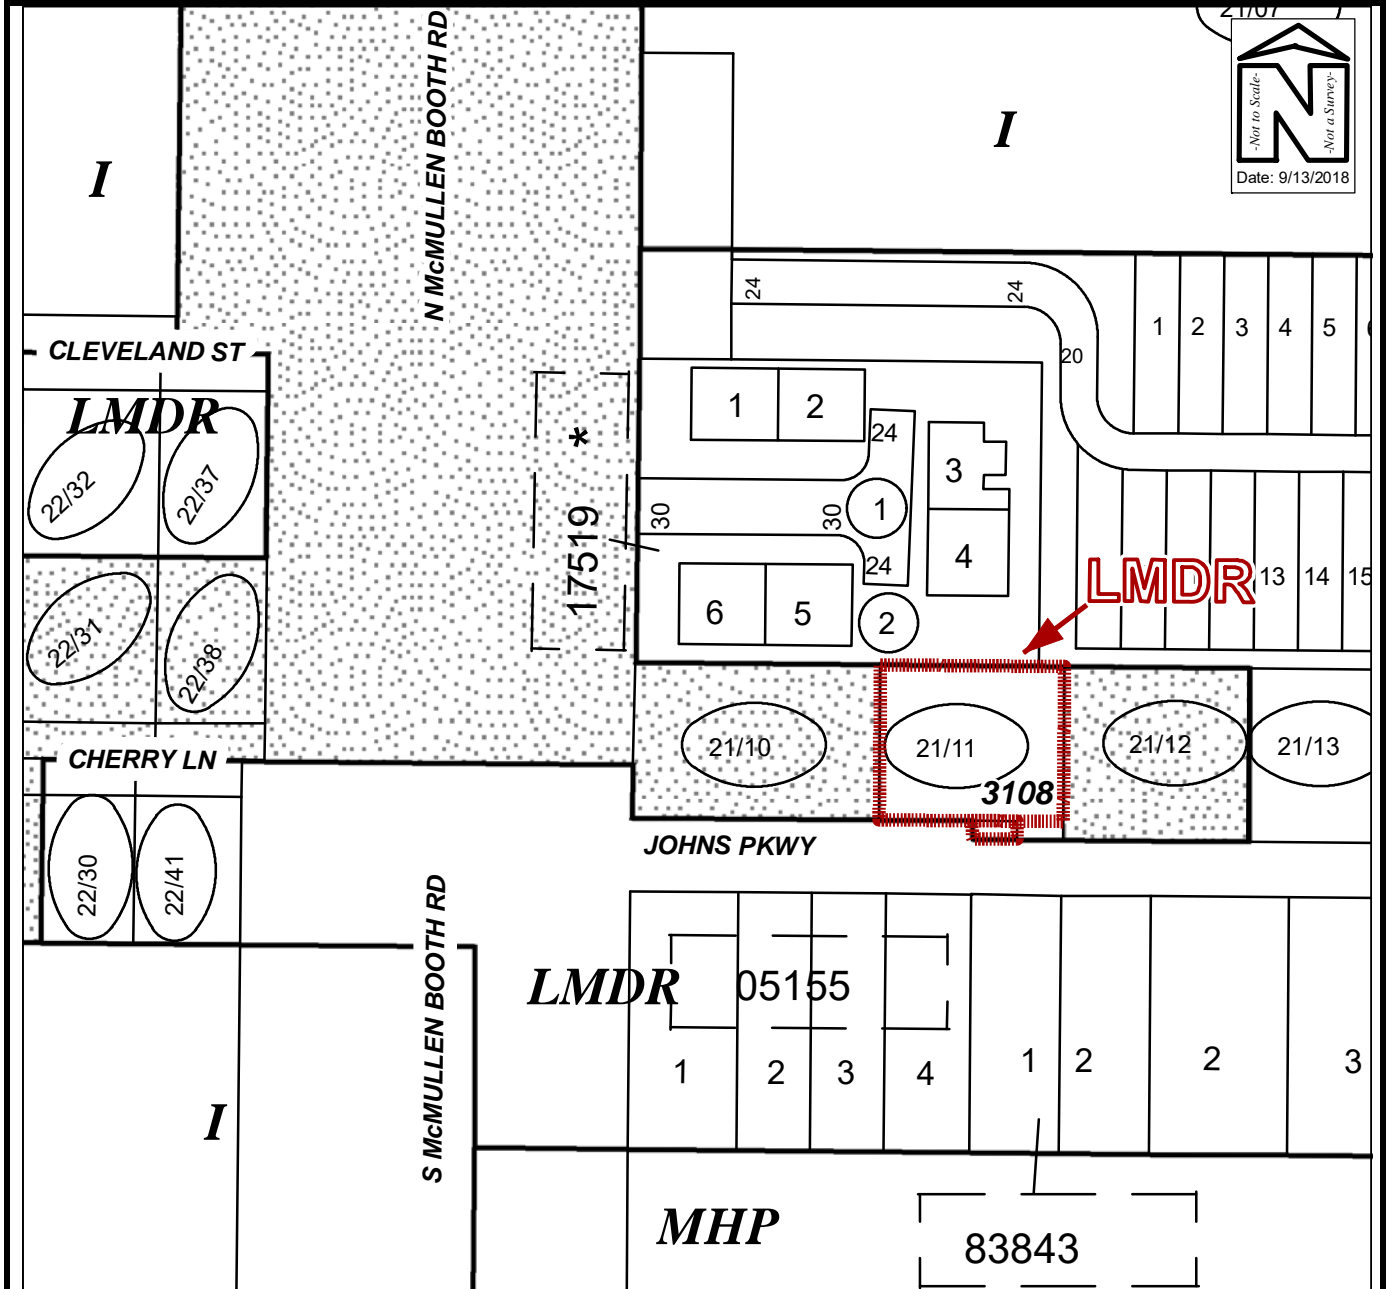 21/07
-Not to Scale-
-Not a Survey-
Date: 9/13/2018
N McMULLEN BOOTH RD
I
I
24
24
20
1 2 3 4 5
CLEVELAND ST
LMDR
22/32
22/37
1 2
24
3
4
30
30
1
24
6 5
2
17519 *
LMDR
13 14 15
22/31
22/38
CHERRY LN
21/10
21/11
3108
21/12
21/13
JOHNS PKWY
22/30
22/41
S McMULLEN BOOTH RD
LMDR
05155
1 2 3 4 1 2 2 3
I
MHP
83843